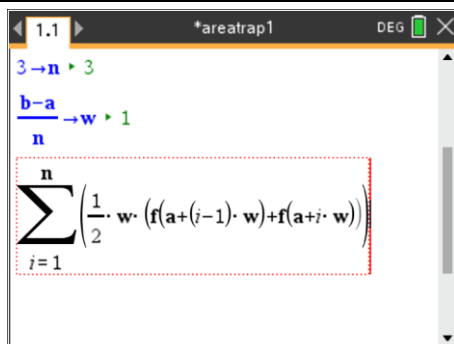 1.1 *areatrap1 DEG
3→n ▸ 3
(b−a)/n →w ▸ 1
∑_{i=1}^{n} (1/2 · w · (f(a+(i−1)· w)+f(a+i· w)))